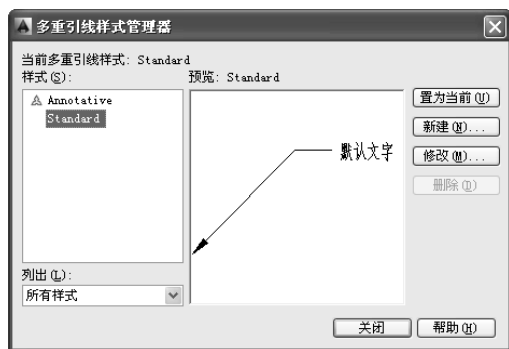 多重引线样式管理器
当前多重引线样式: Standard
样式(S):
预览: Standard
Annotative
Standard
默认文字
置为当前(U)
新建(N)...
修改(M)...
删除(D)
列出(L):
所有样式
关闭
帮助(H)